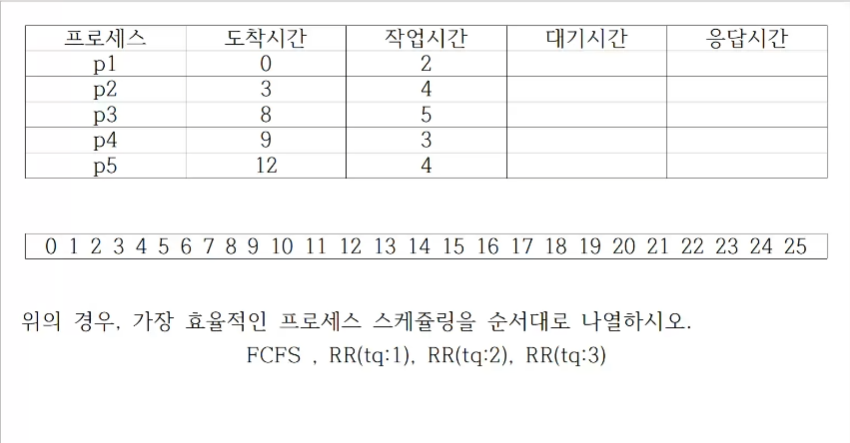 프로세스 도착시간 작업시간 대기시간 응답시간
p1 0 2
p2 3 4
p3 8 5
p4 9 3
p5 12 4
0 1 2 3 4 5 6 7 8 9 10 11 12 13 14 15 16 17 18 19 20 21 22 23 24 25
위의 경우, 가장 효율적인 프로세스 스케쥴링을 순서대로 나열하시오.
FCFS , RR(tq:1), RR(tq:2), RR(tq:3)